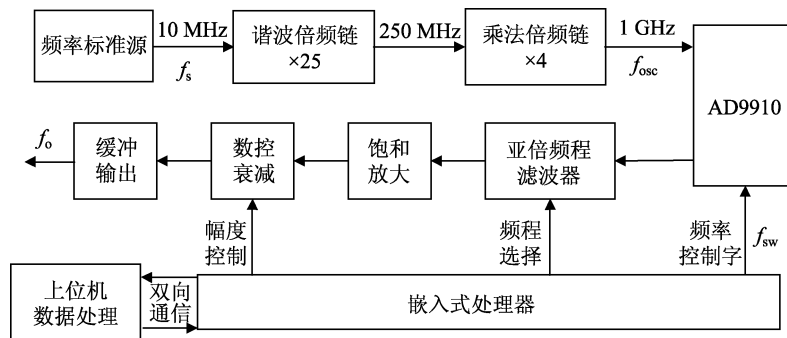 频率标准源
10 MHz
fs
谐波倍频链
×25
250 MHz
乘法倍频链
×4
1 GHz
fosc
AD9910
fo
缓冲
输出
数控
衰减
饱和
放大
亚倍频程
滤波器
幅度
控制
频程
选择
频率
控制字
fsw
上位机
数据处理
双向
通信
嵌入式处理器